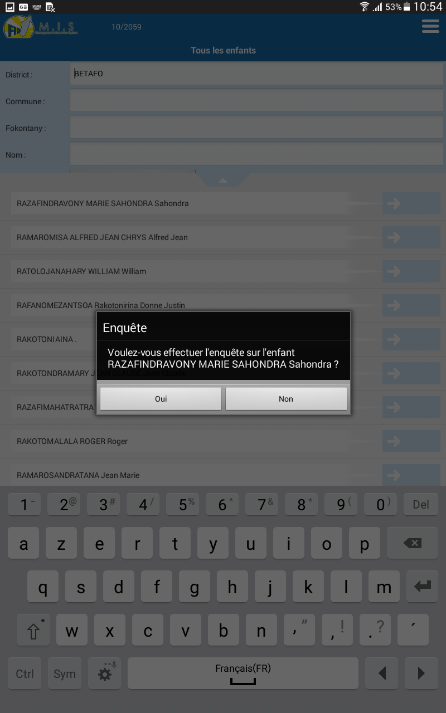 53% 10:54
M.I.S 10/2059
Tous les enfants
District : BETAFO
Commune :
Fokontany :
Nom :
RAZAFINDRAVONY MARIE SAHONDRA Sahondra
RAMAROMISA ALFRED JEAN CHRYS Alfred Jean
RATOLOJANAHARY WILLIAM William
RAFANOMEZANTSOA Rakotonirina Donne Justin
RAKOTONIAINA .
RAKOTONDRAMARY J
RAZAFIMAHATRATRA
RAKOTOMALALA ROGER Roger
RAMAROSANDRATANA Jean Marie
Enquête
Voulez-vous effectuer l'enquête sur l'enfant
RAZAFINDRAVONY MARIE SAHONDRA Sahondra ?
Oui Non
1 - 2 @ 3 # 4 / 5 % 6 ^ 7 & 8 * 9 ( 0 ) Del
a z e r t y u i o p
q s d f g h j k l m
w x c v b n , " , ! . ? ´
Ctrl Sym Français(FR)